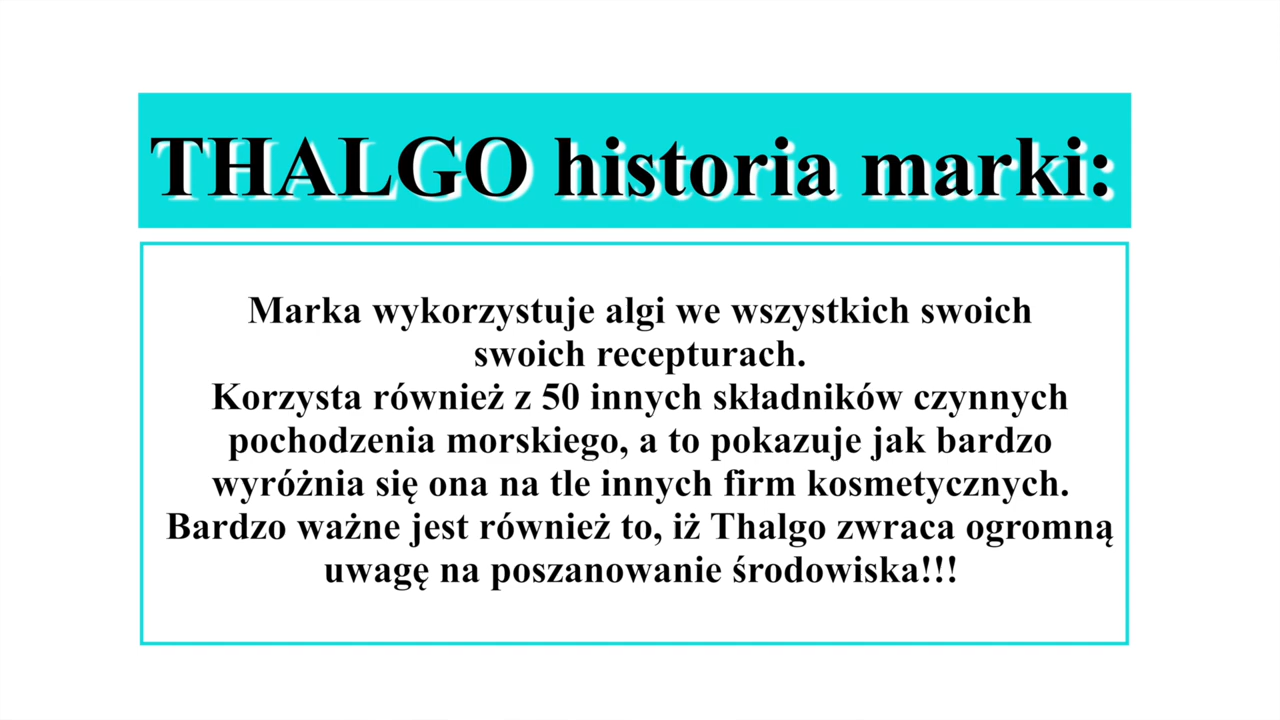 THALGO historia marki:
Marka wykorzystuje algi we wszystkich swoich
swoich recepturach.
Korzysta również z 50 innych składników czynnych
pochodzenia morskiego, a to pokazuje jak bardzo
wyróżnia się ona na tle innych firm kosmetycznych.
Bardzo ważne jest również to, iż Thalgo zwraca ogromną
uwagę na poszanowanie środowiska!!!